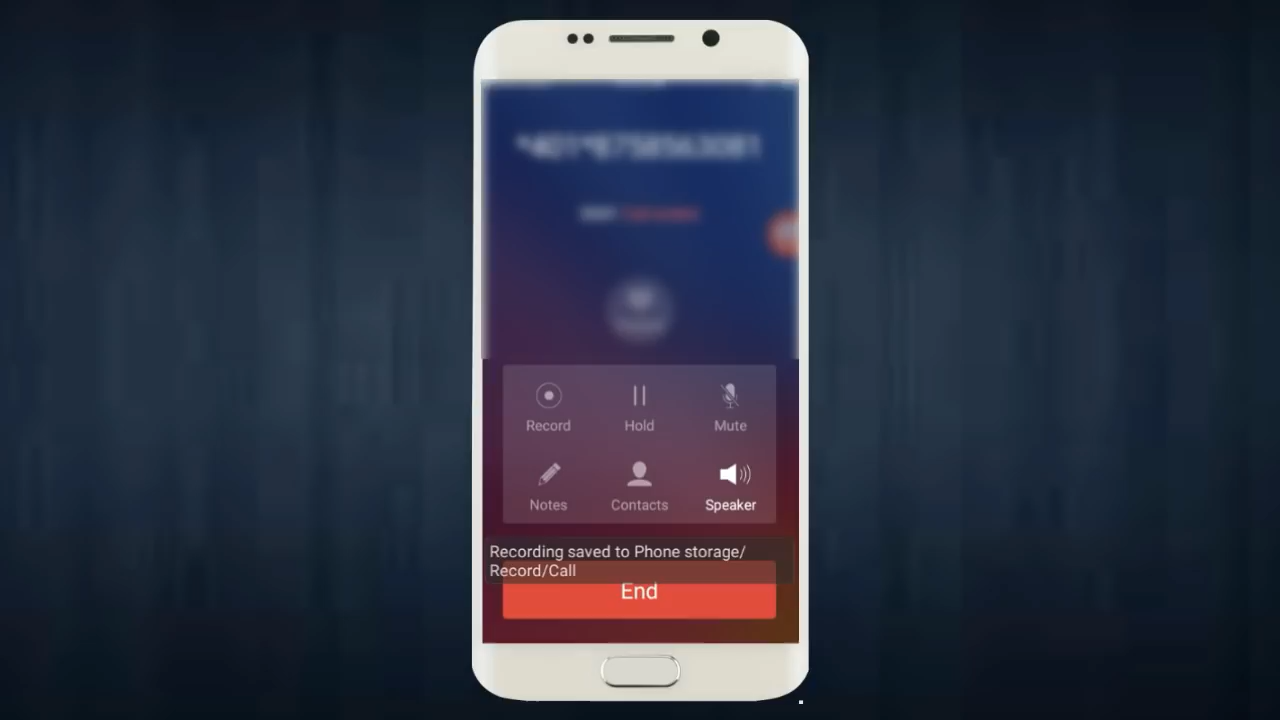 Record
Hold
Mute
Notes
Contacts
Speaker
Recording saved to Phone storage/
Record/Call
End